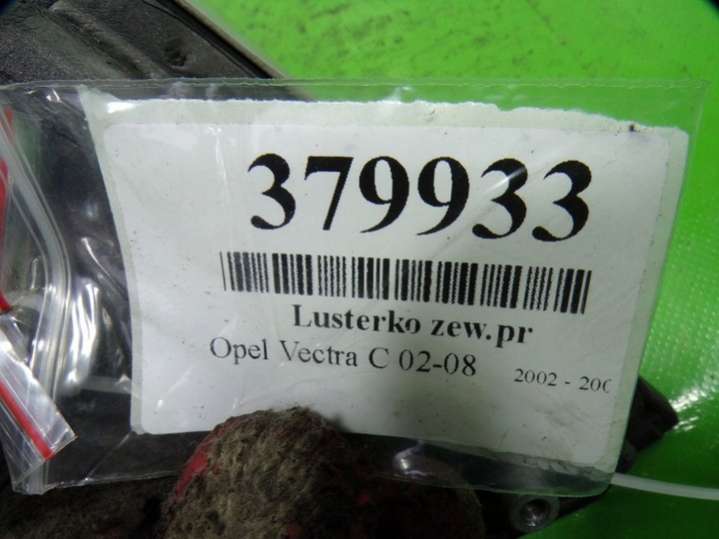 379933
Lusterko zew.pr
Opel Vectra C 02-08
2002 - 200